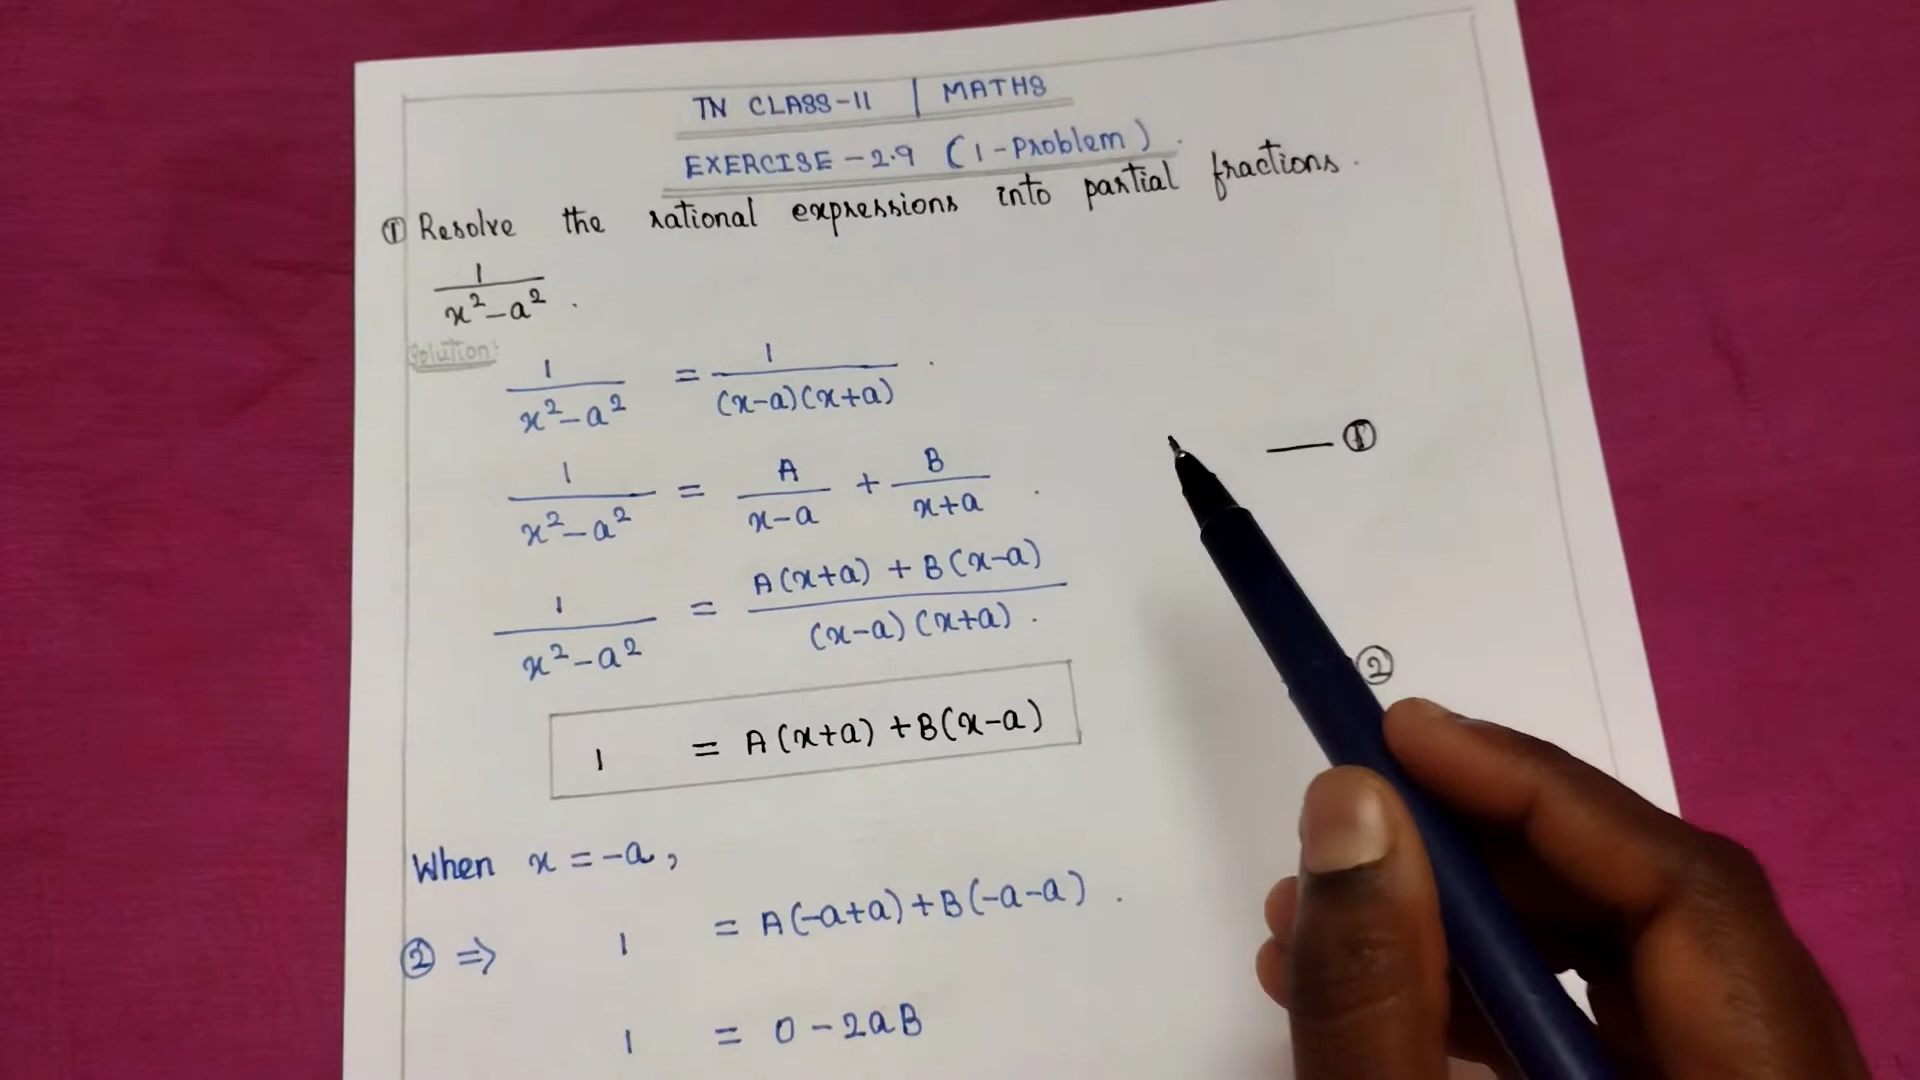 TN CLASS-11 | MATHS
EXERCISE-2.9 (1-Problem).
① Resolve the rational expressions into partial fractions.
1/(x²-a²).
Solution:
1/(x²-a²) = 1/((x-a)(x+a)).
1/(x²-a²) = A/(x-a) + B/(x+a). —①
1/(x²-a²) = (A(x+a) + B(x-a))/((x-a)(x+a)).
②
1 = A(x+a) + B(x-a)
When x = -a,
② ⇒ 1 = A(-a+a) + B(-a-a).
1 = 0 - 2aB